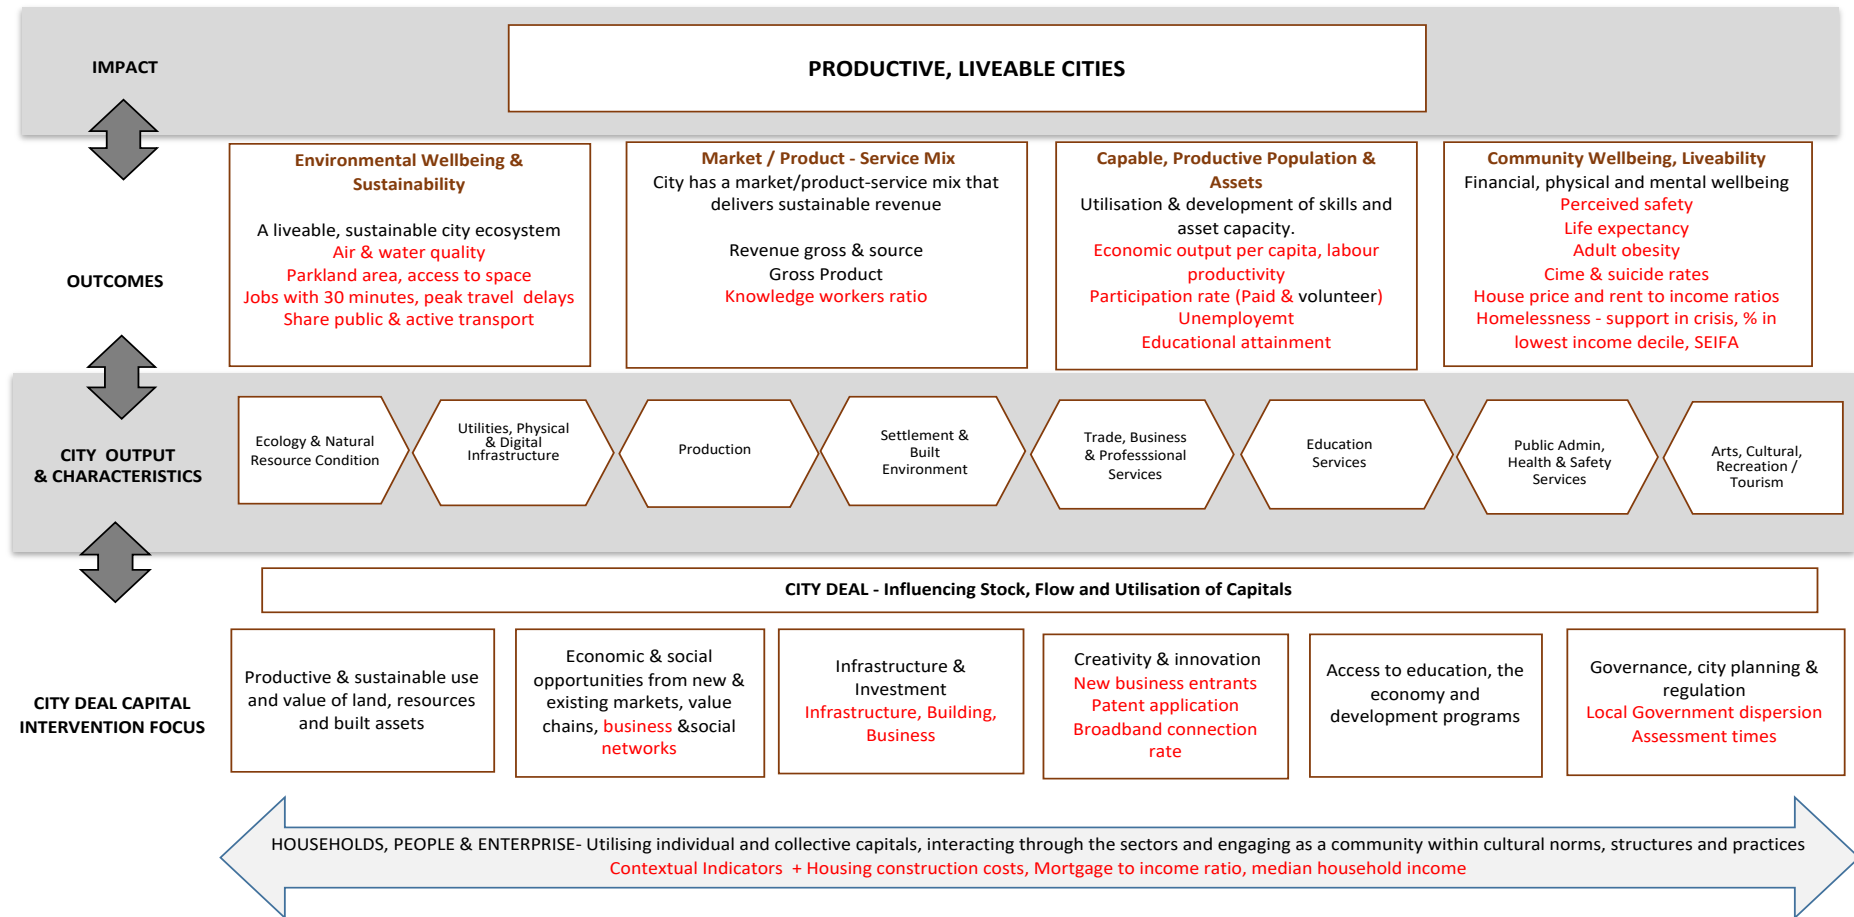 IMPACT
PRODUCTIVE, LIVEABLE CITIES
OUTCOMES
Environmental Wellbeing &
Sustainability
A liveable, sustainable city ecosystem
Air & water quality
Parkland area, access to space
Jobs with 30 minutes, peak travel delays
Share public & active transport
Market / Product - Service Mix
City has a market/product-service mix that
delivers sustainable revenue
Revenue gross & source
Gross Product
Knowledge workers ratio
Capable, Productive Population &
Assets
Utilisation & development of skills and
asset capacity.
Economic output per capita, labour
productivity
Participation rate (Paid & volunteer)
Unemployemt
Educational attainment
Community Wellbeing, Liveability
Financial, physical and mental wellbeing
Perceived safety
Life expectancy
Adult obesity
Cime & suicide rates
House price and rent to income ratios
Homelessness - support in crisis, % in
lowest income decile, SEIFA
CITY OUTPUT
& CHARACTERISTICS
Ecology & Natural
Resource Condition
Utilities, Physical
& Digital
Infrastructure
Production
Settlement &
Built
Environment
Trade, Business
& Professsional
Services
Education
Services
Public Admin,
Health & Safety
Services
Arts, Cultural,
Recreation /
Tourism
CITY DEAL - Influencing Stock, Flow and Utilisation of Capitals
CITY DEAL CAPITAL
INTERVENTION FOCUS
Productive & sustainable use
and value of land, resources
and built assets
Economic & social
opportunities from new &
existing markets, value
chains, business &social
networks
Infrastructure &
Investment
Infrastructure, Building,
Business
Creativity & innovation
New business entrants
Patent application
Broadband connection
rate
Access to education, the
economy and
development programs
Governance, city planning &
regulation
Local Government dispersion
Assessment times
HOUSEHOLDS, PEOPLE & ENTERPRISE- Utilising individual and collective capitals, interacting through the sectors and engaging as a community within cultural norms, structures and practices
Contextual Indicators + Housing construction costs, Mortgage to income ratio, median household income